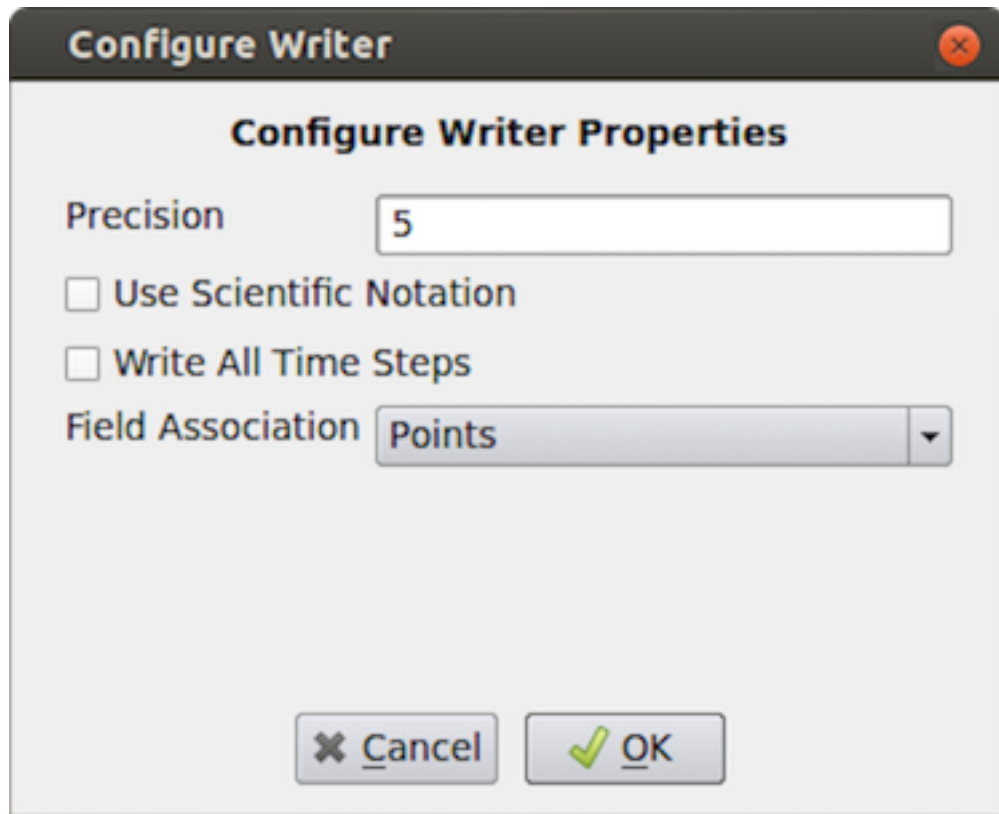 Configure Writer
Configure Writer Properties
Precision 5
Use Scientific Notation
Write All Time Steps
Field Association Points
Cancel OK